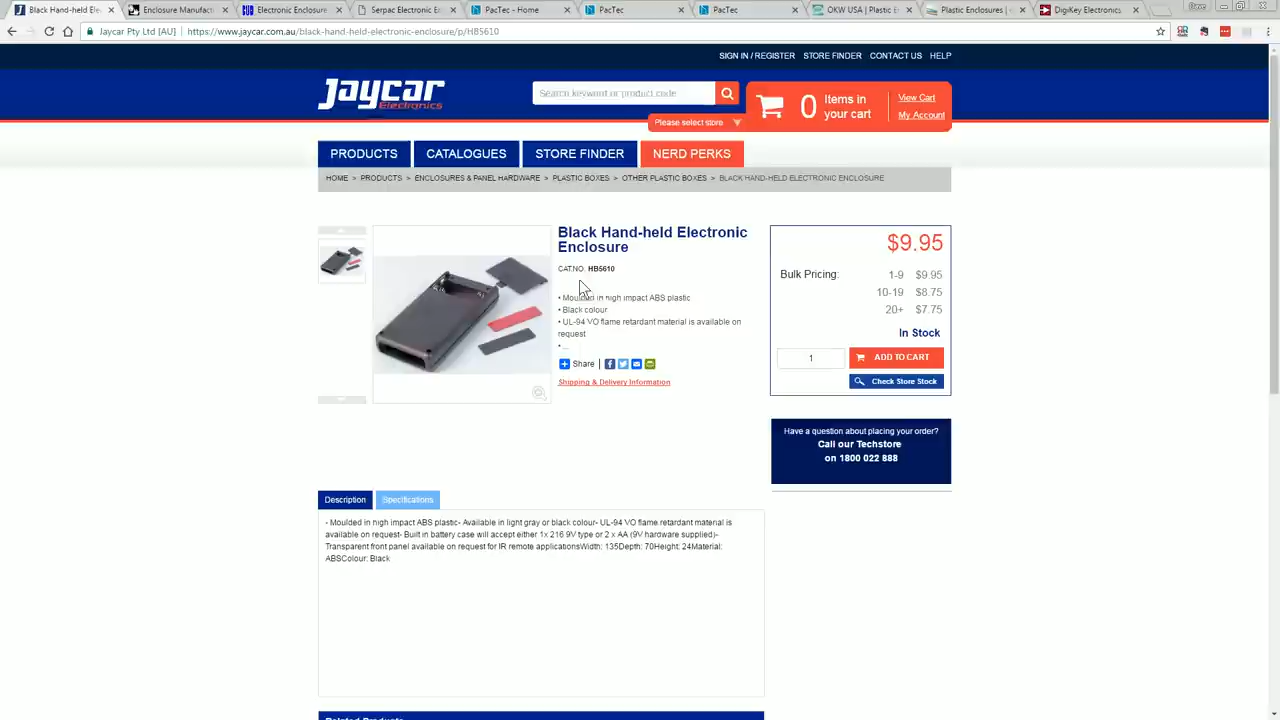 Black Hand-held Ele
Enclosure Manufact
Electronic Enclosure
Serpac Electronic E
PacTec - Home
PacTec
PacTec
OKW USA | Plastic E
Plastic Enclosures |
DigiKey Electronics
Jaycar Pty Ltd [AU] https://www.jaycar.com.au/black-hand-held-electronic-enclosure/p/HB5610
SIGN IN / REGISTER STORE FINDER CONTACT US HELP
Jaycar
Electronics
Search keyword or product code
0 Items in your cart
View Cart
My Account
Please select store
PRODUCTS CATALOGUES STORE FINDER NERD PERKS
HOME > PRODUCTS > ENCLOSURES & PANEL HARDWARE > PLASTIC BOXES > OTHER PLASTIC BOXES > BLACK HAND-HELD ELECTRONIC ENCLOSURE
Black Hand-held Electronic
Enclosure
CAT.NO. HB5610
• Moulded in high impact ABS plastic
• Black colour
• UL-94 VO flame retardant material is available on
request
• ...
Share
Shipping & Delivery Information
$9.95
Bulk Pricing: 1-9 $9.95
10-19 $8.75
20+ $7.75
In Stock
1 ADD TO CART
Check Store Stock
Have a question about placing your order?
Call our Techstore
on 1800 022 888
Description Specifications
- Moulded in high impact ABS plastic- Available in light gray or black colour- UL-94 VO flame retardant material is
available on request- Built in battery case will accept either 1x 216 9V type or 2 x AA (9V hardware supplied)-
Transparent front panel available on request for IR remote applicationsWidth: 135Depth: 70Height: 24Material:
ABSColour: Black
Related Products